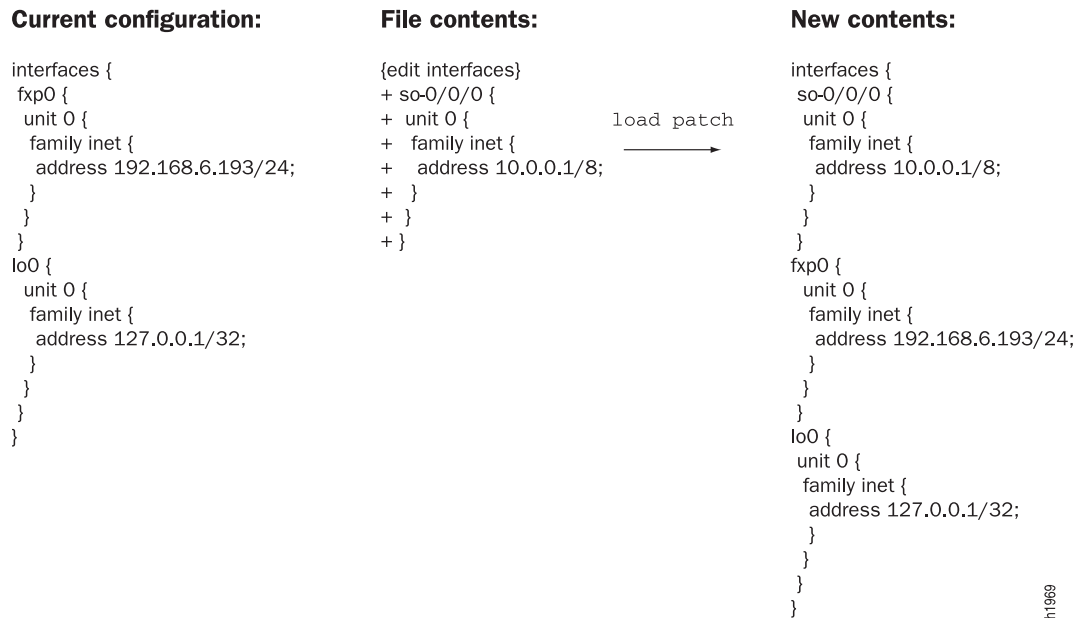 Current configuration:
interfaces {
fxp0 {
unit 0 {
family inet {
address 192.168.6.193/24;
}
}
}
lo0 {
unit 0 {
family inet {
address 127.0.0.1/32;
}
}
}
}
File contents:
{edit interfaces}
+ so-0/0/0 {
+ unit 0 {
+ family inet {
+ address 10.0.0.1/8;
+ }
+ }
+ }
load patch
New contents:
interfaces {
so-0/0/0 {
unit 0 {
family inet {
address 10.0.0.1/8;
}
}
}
fxp0 {
unit 0 {
family inet {
address 192.168.6.193/24;
}
}
}
lo0 {
unit 0 {
family inet {
address 127.0.0.1/32;
}
}
}
}
h1969